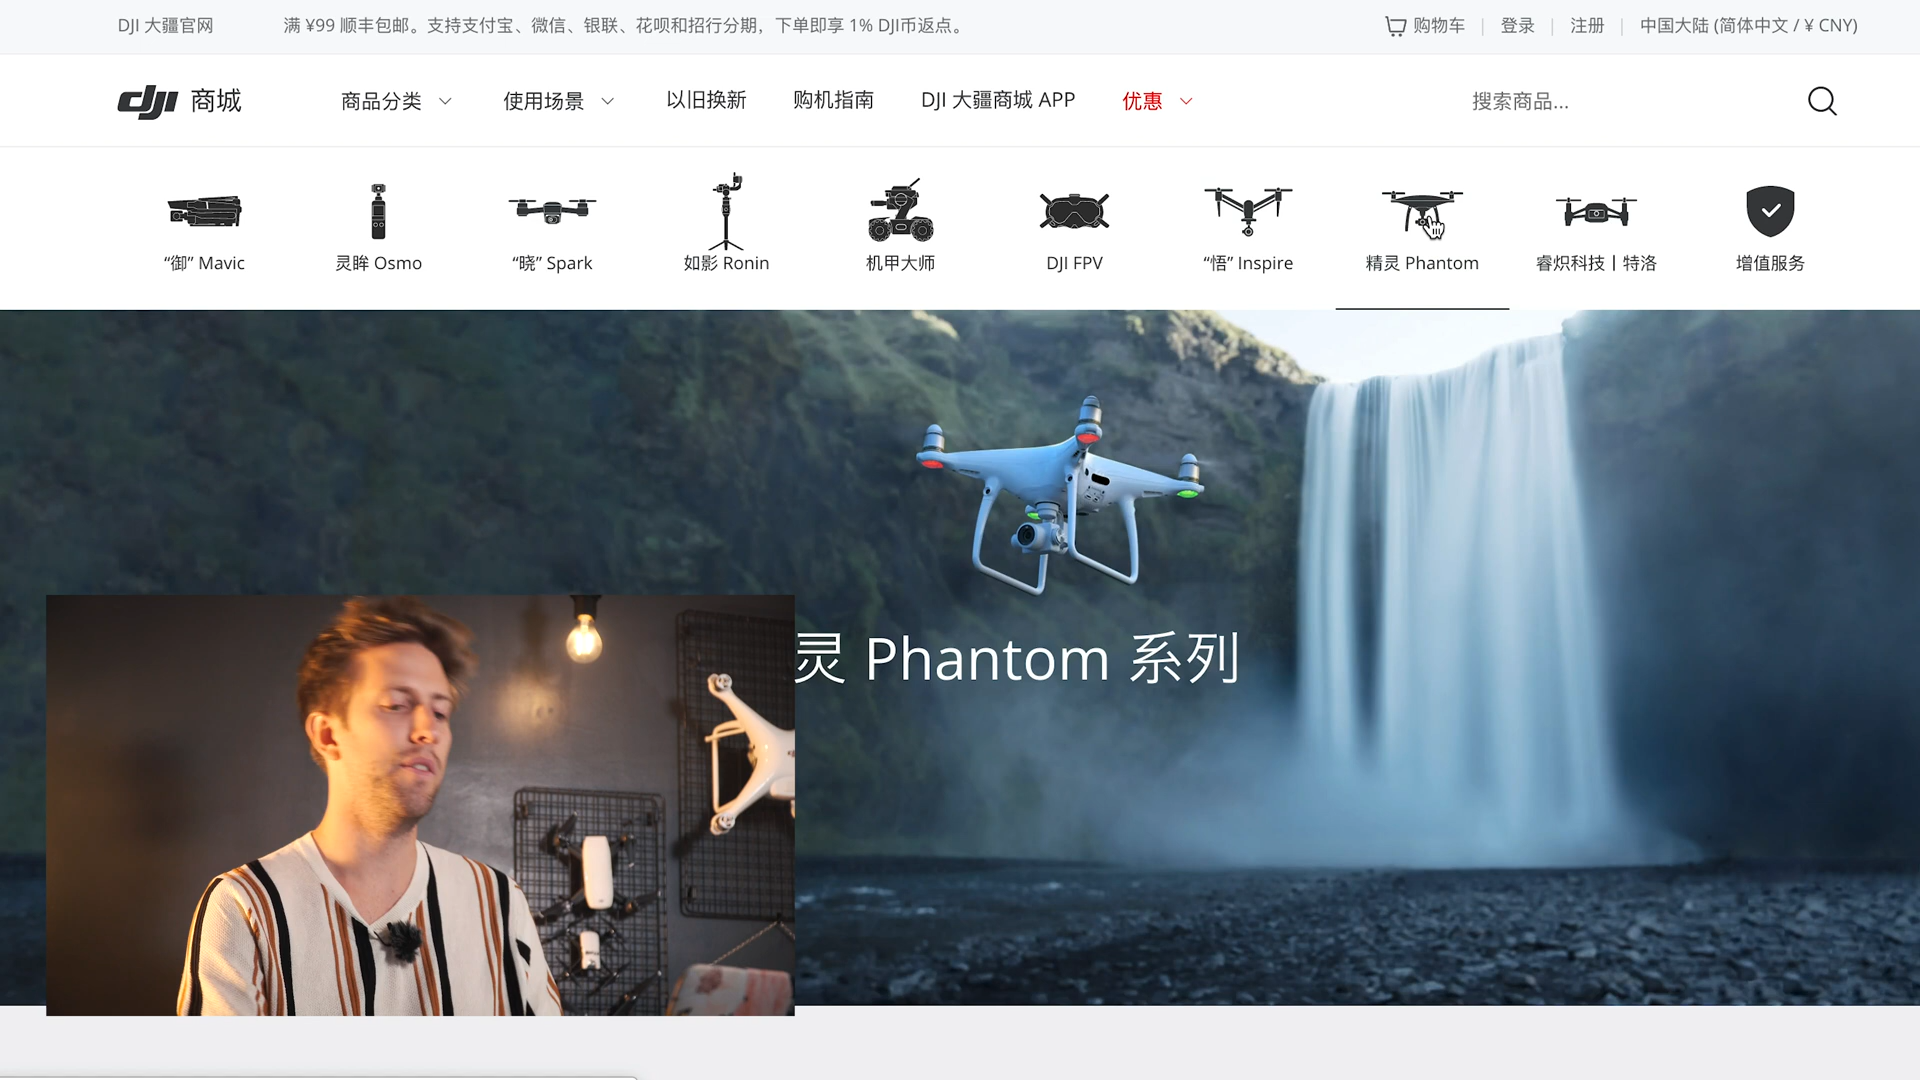 DJI 大疆官网
满 ¥99 顺丰包邮。支持支付宝、微信、银联、花呗和招行分期，下单即享 1% DJI币返点。
购物车 | 登录 | 注册 | 中国大陆 (简体中文 / ¥ CNY)
dji 商城
商品分类
使用场景
以旧换新
购机指南
DJI 大疆商城 APP
优惠
搜索商品...
“御” Mavic
灵眸 Osmo
“晓” Spark
如影 Ronin
机甲大师
DJI FPV
“悟” Inspire
精灵 Phantom
睿炽科技丨特洛
增值服务
灵 Phantom 系列